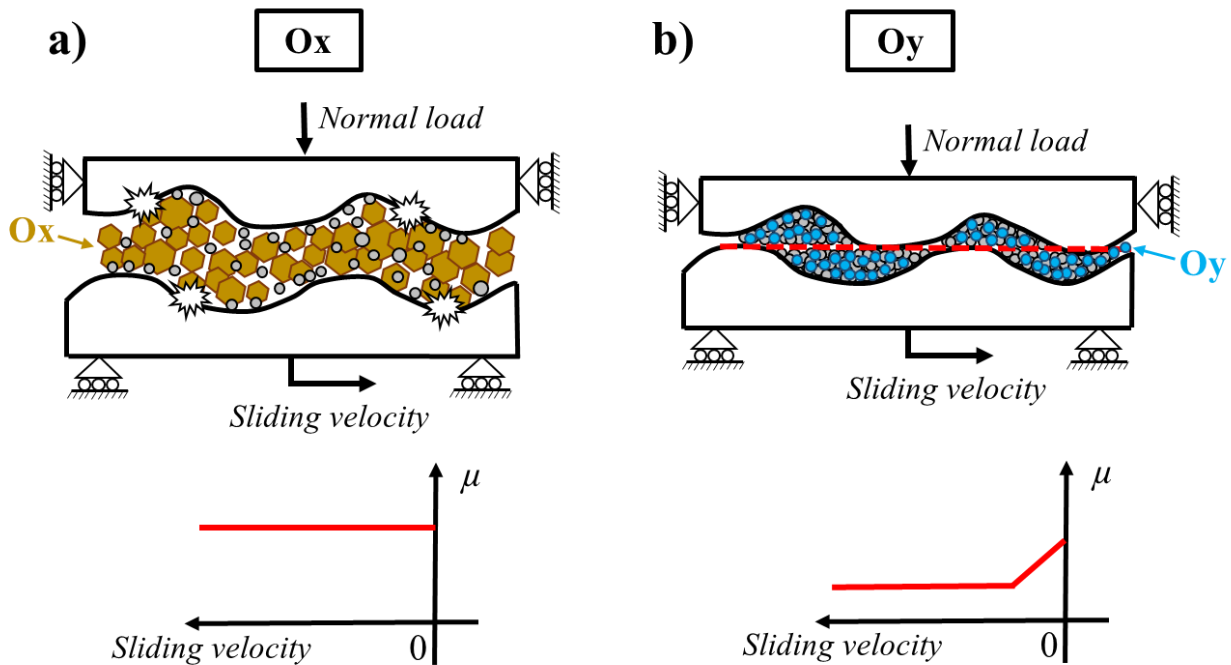 a)
Ox
Normal load
Ox
Sliding velocity
μ
Sliding velocity
0
b)
Oy
Normal load
Oy
Sliding velocity
μ
Sliding velocity
0